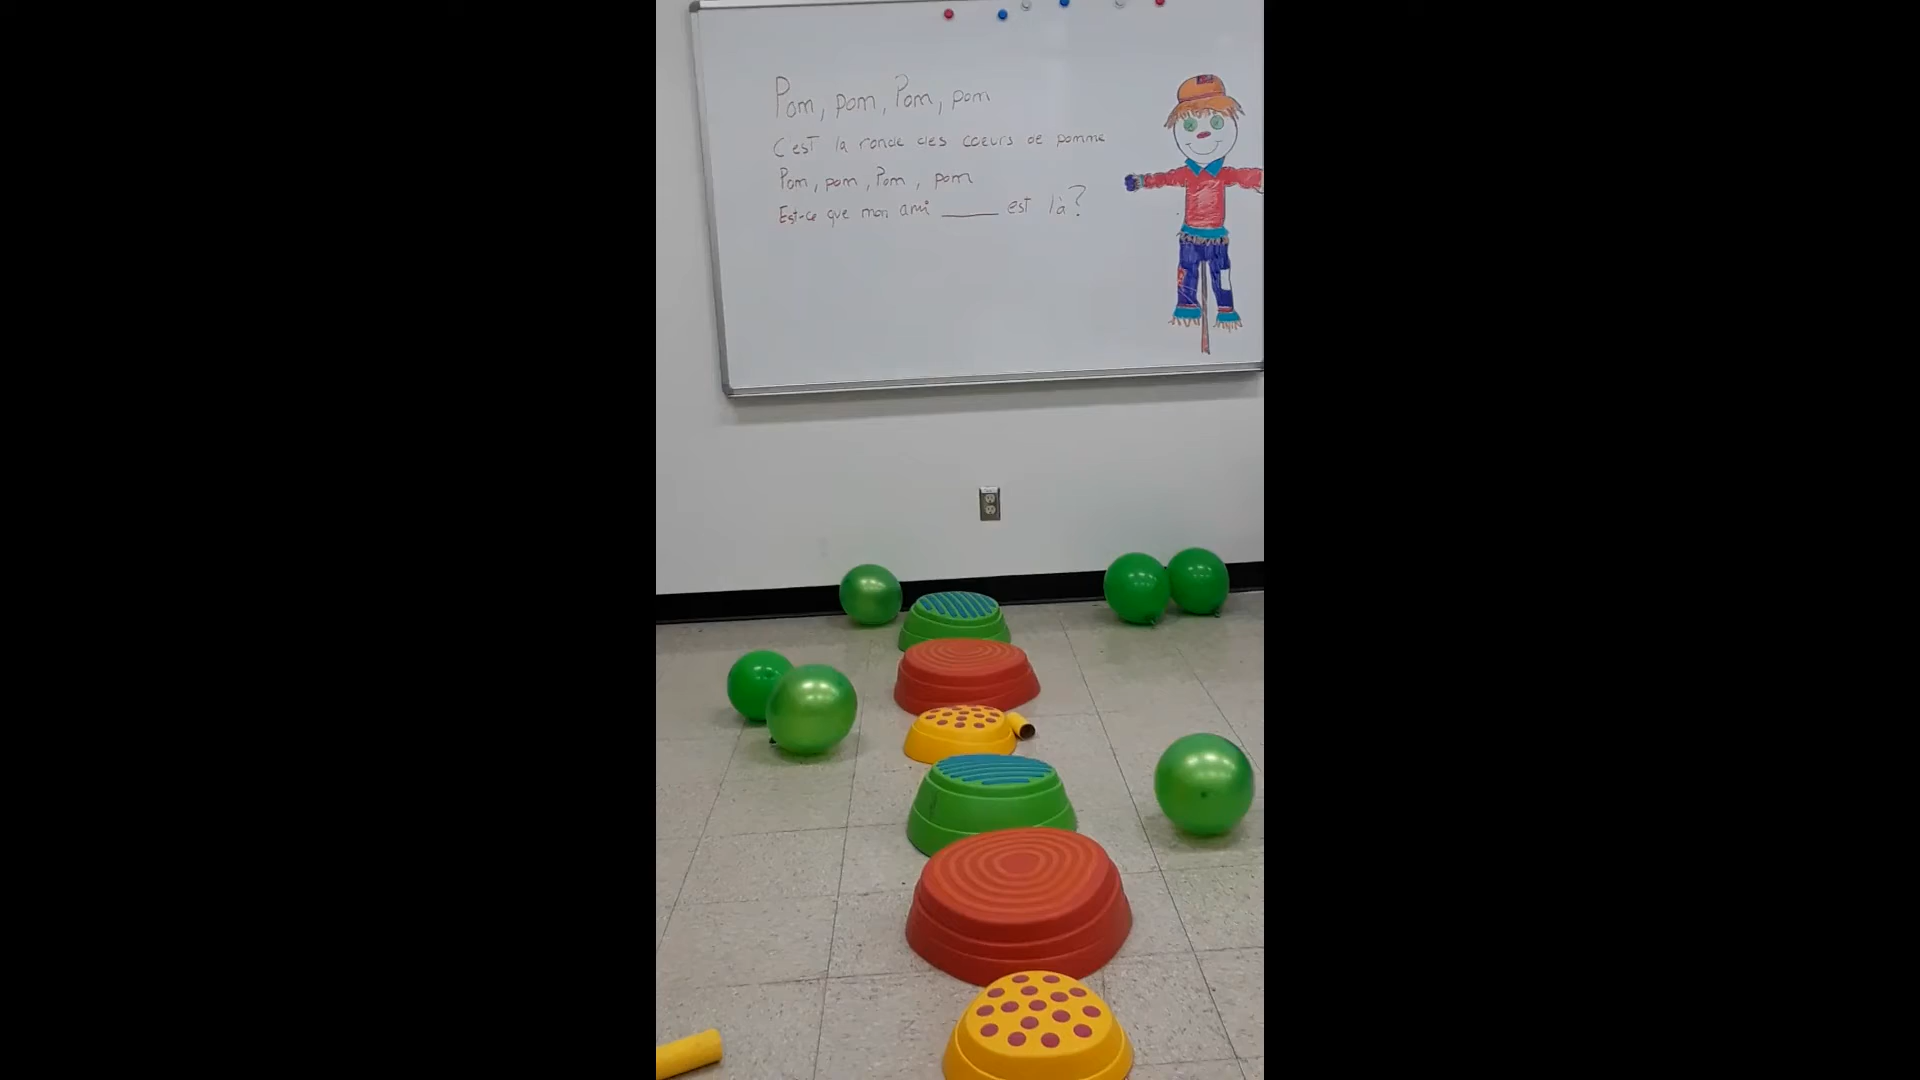 Pom, pom, Pom, pom
C'est la ronde des coeurs de pomme
Pom, pom, Pom, pom
Est-ce que mon ami ______ est là?